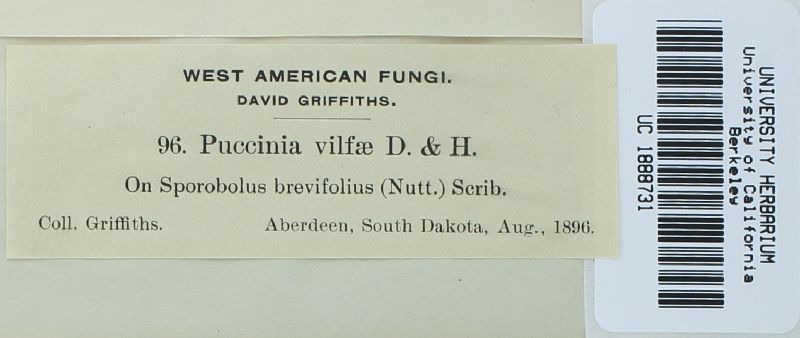 WEST AMERICAN FUNGI.
DAVID GRIFFITHS.
96. Puccinia vilfæ D. & H.
On Sporobolus brevifolius (Nutt.) Scrib.
Coll. Griffiths. Aberdeen, South Dakota, Aug., 1896.
UNIVERSITY HERBARIUM
University of California
Berkeley
UC 1888731